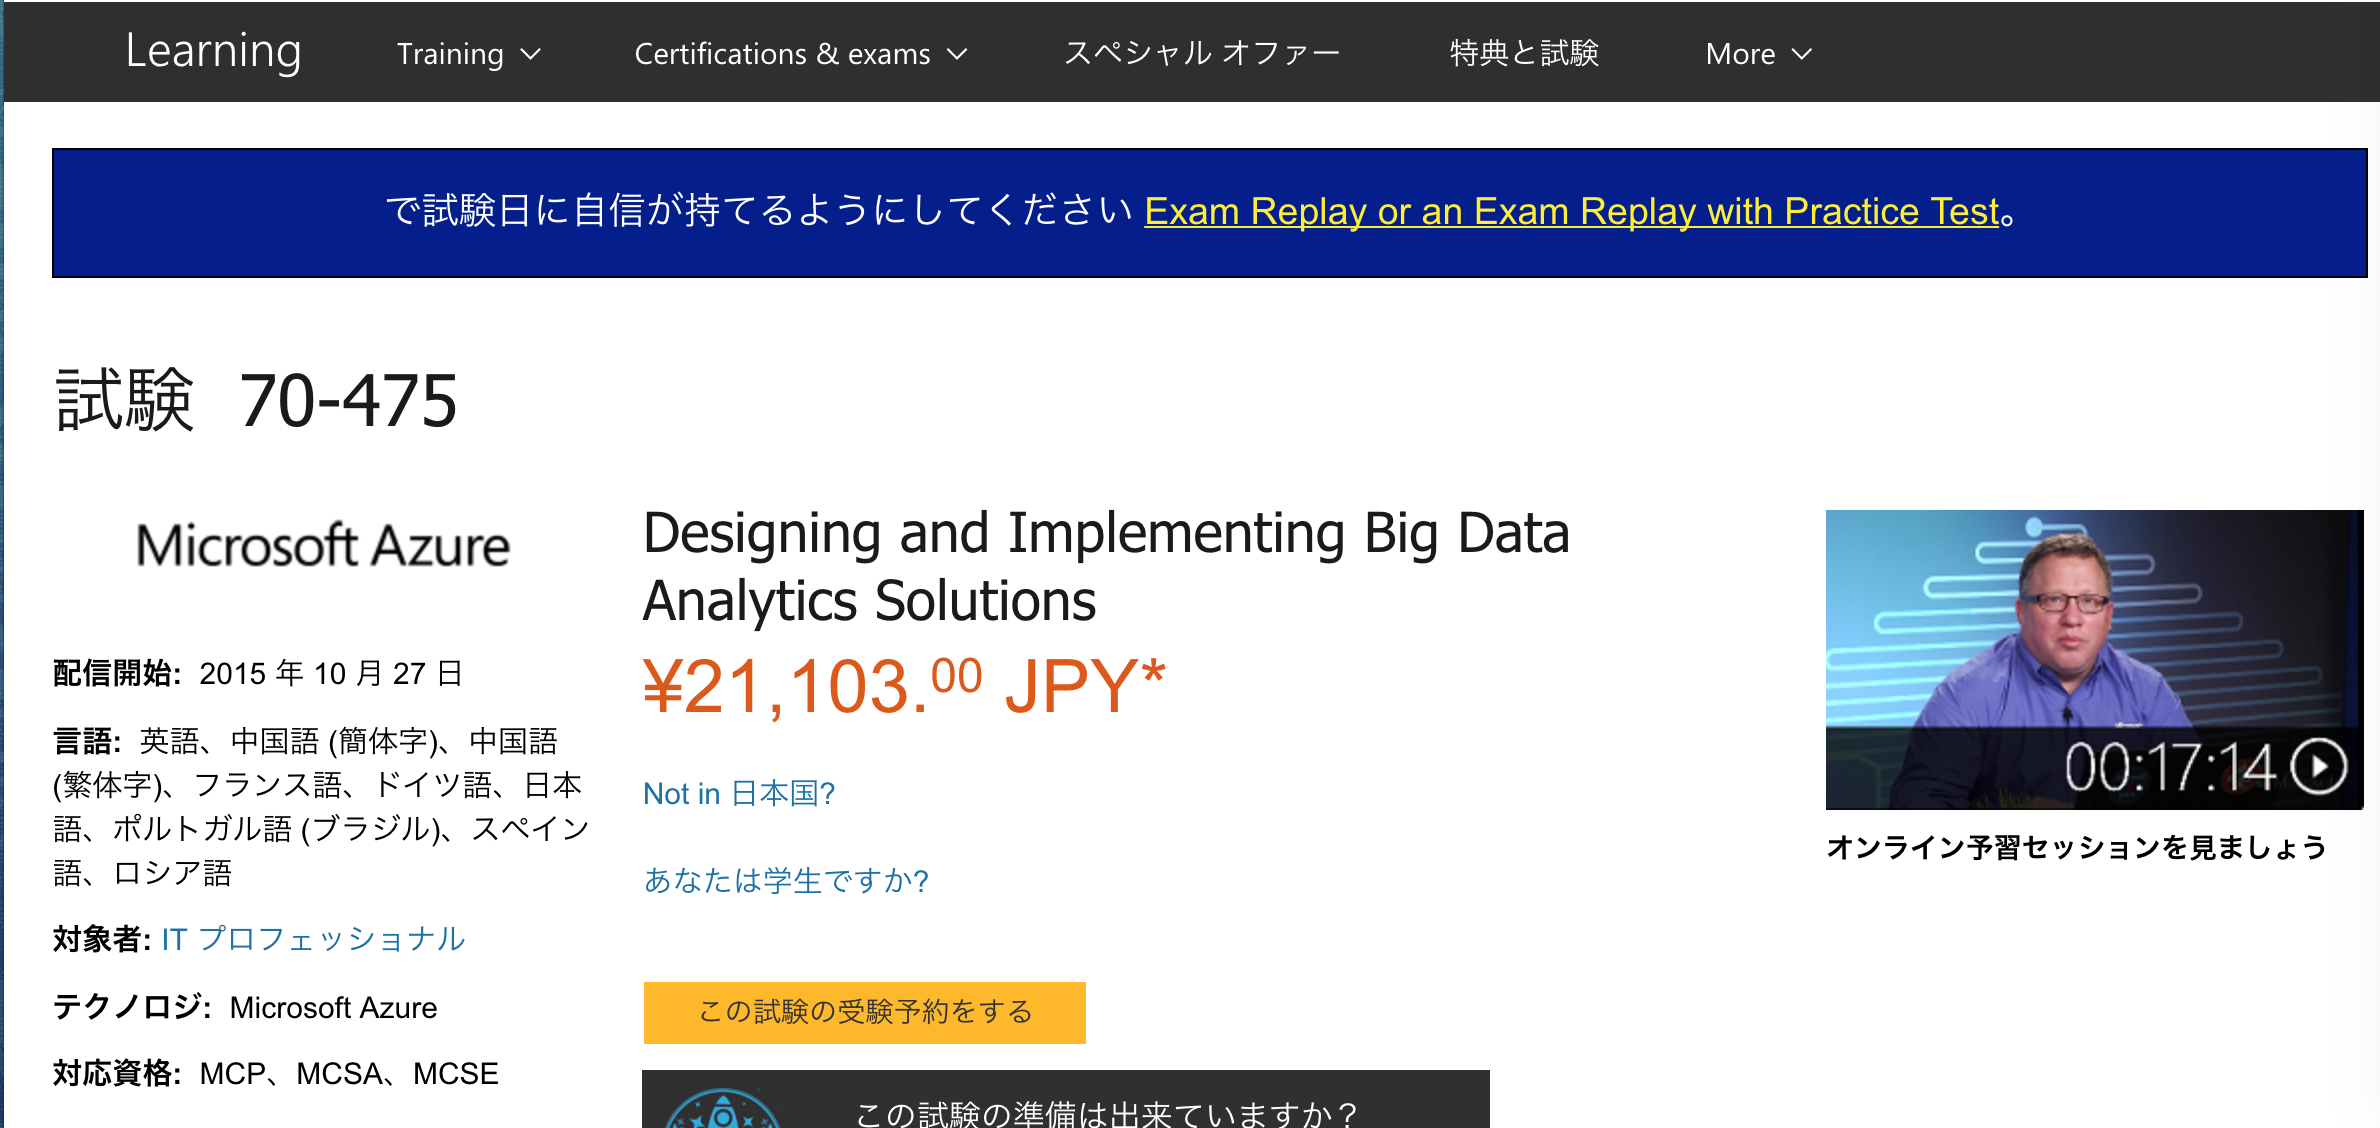 Learning Training Certifications & exams スペシャル オファー 特典と試験 More
で試験日に自信が持てるようにしてください Exam Replay or an Exam Replay with Practice Test。
試験 70-475
Microsoft Azure
配信開始: 2015 年 10 月 27 日
言語: 英語、中国語 (簡体字)、中国語
(繁体字)、フランス語、ドイツ語、日本
語、ポルトガル語 (ブラジル)、スペイン
語、ロシア語
対象者: IT プロフェッショナル
テクノロジ: Microsoft Azure
対応資格: MCP、MCSA、MCSE
Designing and Implementing Big Data
Analytics Solutions
¥21,103.00 JPY*
Not in 日本国?
あなたは学生ですか?
この試験の受験予約をする
この試験の準備は出来ていますか？
00:17:14
オンライン予習セッションを見ましょう